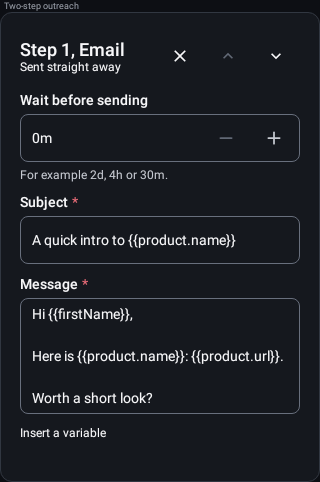 Two-step outreach
Step 1, Email
Sent straight away
Wait before sending
0m
For example 2d, 4h or 30m.
Subject *
A quick intro to {{product.name}}
Message *
Hi {{firstName}},
Here is {{product.name}}: {{product.url}}.
Worth a short look?
Insert a variable